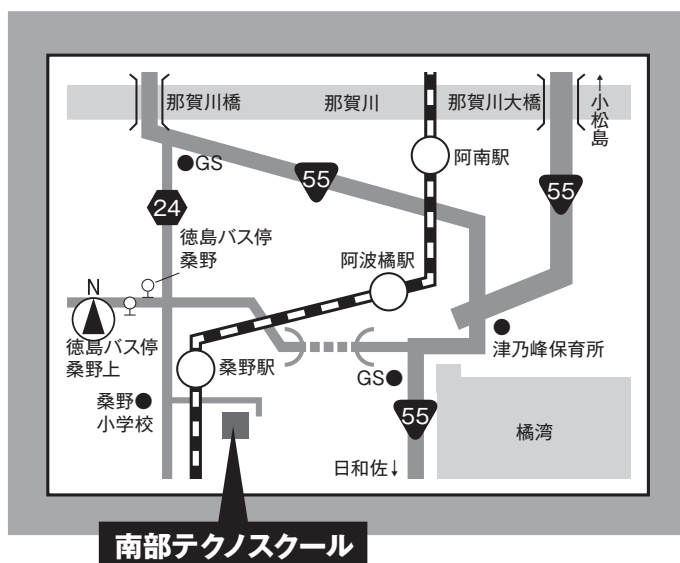 那賀川橋
那賀川
那賀川大橋
↑小松島
GS
55
阿南駅
55
24
徳島バス停
桑野
阿波橘駅
N
徳島バス停
桑野上
津乃峰保育所
桑野駅
GS
桑野
小学校
55
橘湾
日和佐↓
南部テクノスクール